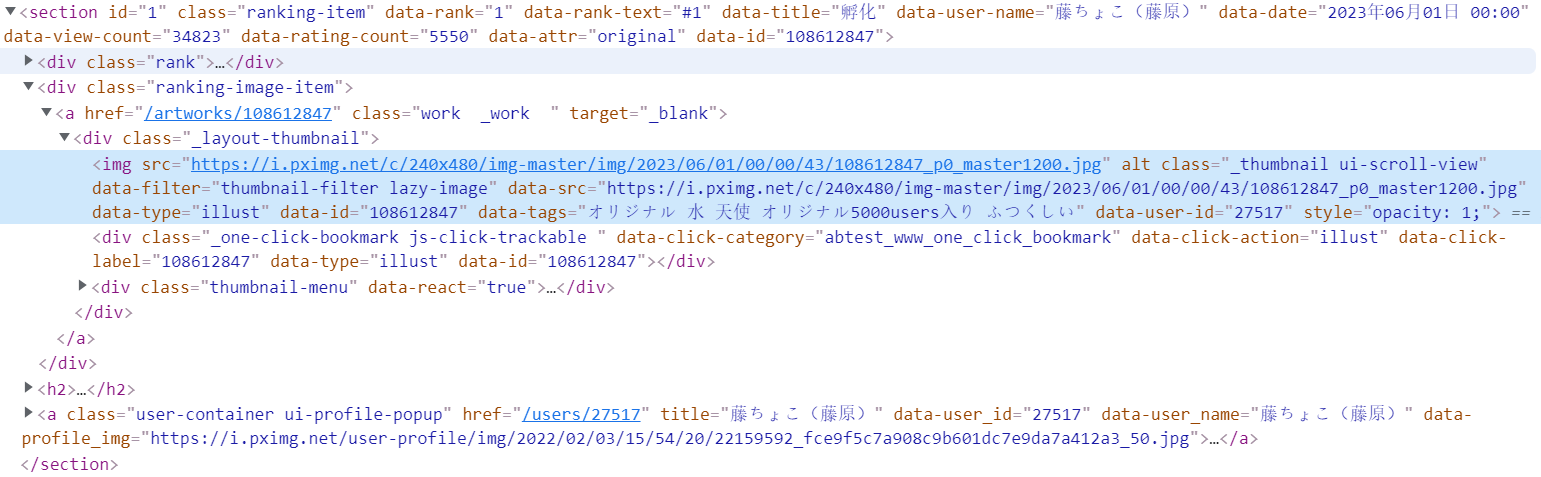 ▼<section id="1" class="ranking-item" data-rank="1" data-rank-text="#1" data-title="孵化" data-user-name="藤ちょこ（藤原）" data-date="2023年06月01日 00:00"
data-view-count="34823" data-rating-count="5550" data-attr="original" data-id="108612847">
▶<div class="rank">…</div>
▼<div class="ranking-image-item">
▼<a href="/artworks/108612847" class="work  _work  " target="_blank">
▼<div class="_layout-thumbnail">
<img src="https://i.pximg.net/c/240x480/img-master/img/2023/06/01/00/00/43/108612847_p0_master1200.jpg" alt class="_thumbnail ui-scroll-view"
data-filter="thumbnail-filter lazy-image" data-src="https://i.pximg.net/c/240x480/img-master/img/2023/06/01/00/00/43/108612847_p0_master1200.jpg"
data-type="illust" data-id="108612847" data-tags="オリジナル 水 天使 オリジナル5000users入り ふつくしい" data-user-id="27517" style="opacity: 1;"> ==
<div class="_one-click-bookmark js-click-trackable " data-click-category="abtest_www_one_click_bookmark" data-click-action="illust" data-click-
label="108612847" data-type="illust" data-id="108612847"></div>
▶<div class="thumbnail-menu" data-react="true">…</div>
</div>
</a>
</div>
▶<h2>…</h2>
▶<a class="user-container ui-profile-popup" href="/users/27517" title="藤ちょこ（藤原）" data-user_id="27517" data-user_name="藤ちょこ（藤原）" data-
profile_img="https://i.pximg.net/user-profile/img/2022/02/03/15/54/20/22159592_fce9f5c7a908c9b601dc7e9da7a412a3_50.jpg">…</a>
</section>